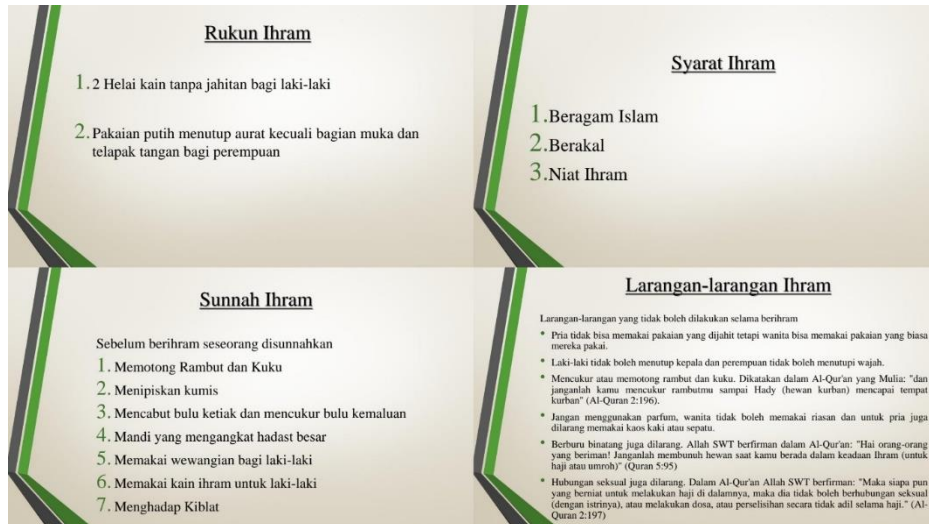 Rukun Ihram
1. 2 Helai kain tanpa jahitan bagi laki-laki
2. Pakaian putih menutup aurat kecuali bagian muka dan
telapak tangan bagi perempuan
Syarat Ihram
1.Beragam Islam
2.Berakal
3.Niat Ihram
Sunnah Ihram
Sebelum berihram seseorang disunnahkan
1. Memotong Rambut dan Kuku
2. Menipiskan kumis
3. Mencabut bulu ketiak dan mencukur bulu kemaluan
4. Mandi yang mengangkat hadast besar
5. Memakai wewangian bagi laki-laki
6. Memakai kain ihram untuk laki-laki
7. Menghadap Kiblat
Larangan-larangan Ihram
Larangan-larangan yang tidak boleh dilakukan selama berihram
• Pria tidak bisa memakai pakaian yang dijahit tetapi wanita bisa memakai pakaian yang biasa
mereka pakai.
• Laki-laki tidak boleh menutup kepala dan perempuan tidak boleh menutupi wajah.
• Mencukur atau memotong rambut dan kuku. Dikatakan dalam Al-Qur'an yang Mulia: "dan
janganlah kamu mencukur rambutmu sampai Hady (hewan kurban) mencapai tempat
kurban" (Al-Quran 2:196).
• Jangan menggunakan parfum, wanita tidak boleh memakai riasan dan untuk pria juga
dilarang memakai kaos kaki atau sepatu.
• Berburu binatang juga dilarang. Allah SWT berfirman dalam Al-Qur'an: "Hai orang-orang
yang beriman! Janganlah membunuh hewan saat kamu berada dalam keadaan Ihram (untuk
haji atau umroh)" (Quran 5:95)
• Hubungan seksual juga dilarang. Dalam Al-Qur'an Allah SWT berfirman: "Maka siapa pun
yang berniat untuk melakukan haji di dalamnya, maka dia tidak boleh berhubungan seksual
(dengan istrinya), atau melakukan dosa, atau perselisihan secara tidak adil selama haji." (Al-
Quran 2:197)